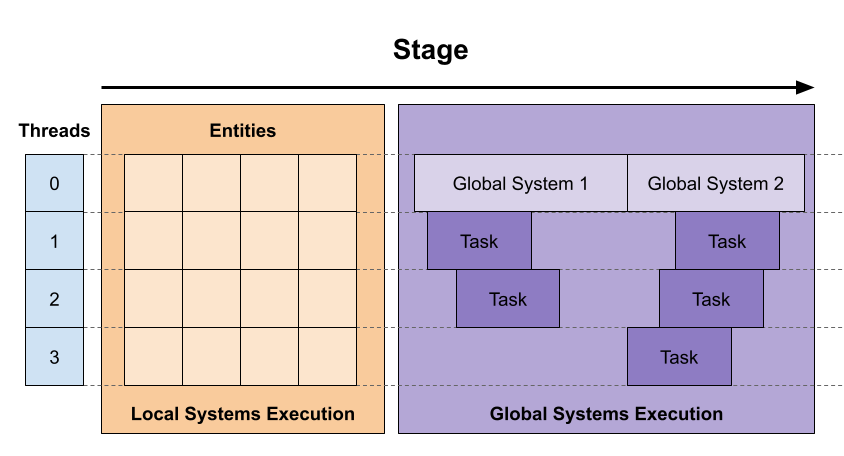 Stage
Threads
Entities
0
Global System 1
Global System 2
1
Task
Task
2
Task
Task
3
Task
Local Systems Execution
Global Systems Execution